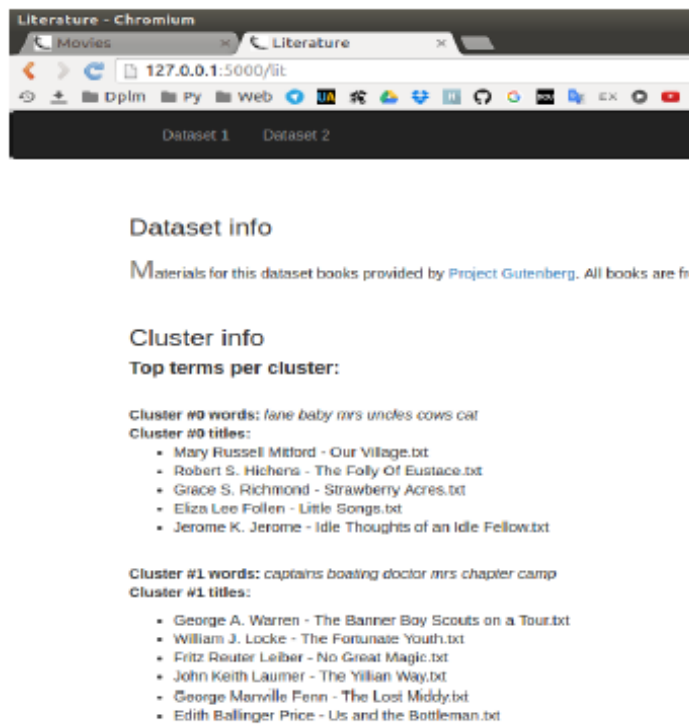 Literature - Chromium
Movies
Literature
127.0.0.1:5000/lit
Dplm Py Web UA H EX
Dataset 1 Dataset 2
Dataset info
Materials for this dataset books provided by Project Gutenberg. All books are fr
Cluster info
Top terms per cluster:
Cluster #0 words: lane baby mrs uncles cows cat
Cluster #0 titles:
Mary Russell Mitford - Our Village.txt
Robert S. Hichens - The Folly Of Eustace.txt
Grace S. Richmond - Strawberry Acres.txt
Eliza Lee Follen - Little Songs.txt
Jerome K. Jerome - Idle Thoughts of an Idle Fellow.txt
Cluster #1 words: captains boating doctor mrs chapter camp
Cluster #1 titles:
George A. Warren - The Banner Boy Scouts on a Tour.txt
William J. Locke - The Fortunate Youth.txt
Fritz Reuter Leiber - No Great Magic.txt
John Keith Laumer - The Yillian Way.txt
George Manville Fenn - The Lost Middy.txt
Edith Ballinger Price - Us and the Bottleman.txt